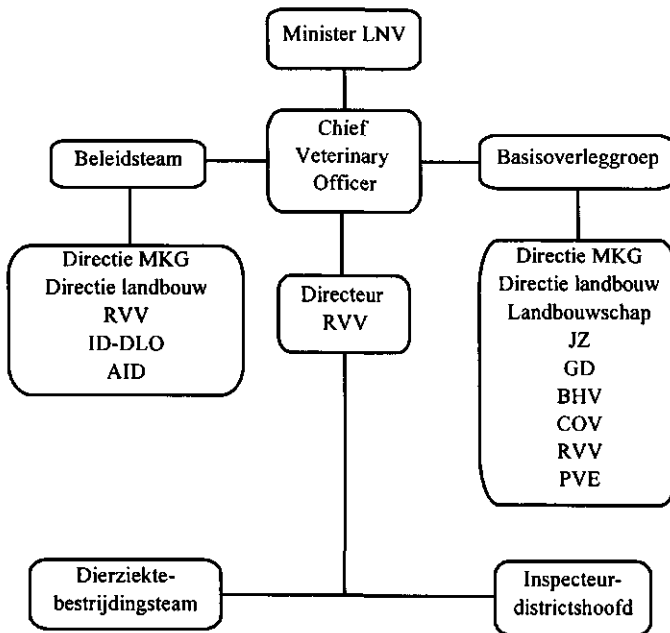 Minister LNV
Chief
Veterinary
Officer
Beleidsteam
Basisoverleggroep
Directie MKG
Directie landbouw
RVV
ID-DLO
AID
Directeur
RVV
Directie MKG
Directie landbouw
Landbouwschap
JZ
GD
BHV
COV
RVV
PVE
Dierziekte-
bestrijdingsteam
Inspecteur-
districtshoofd